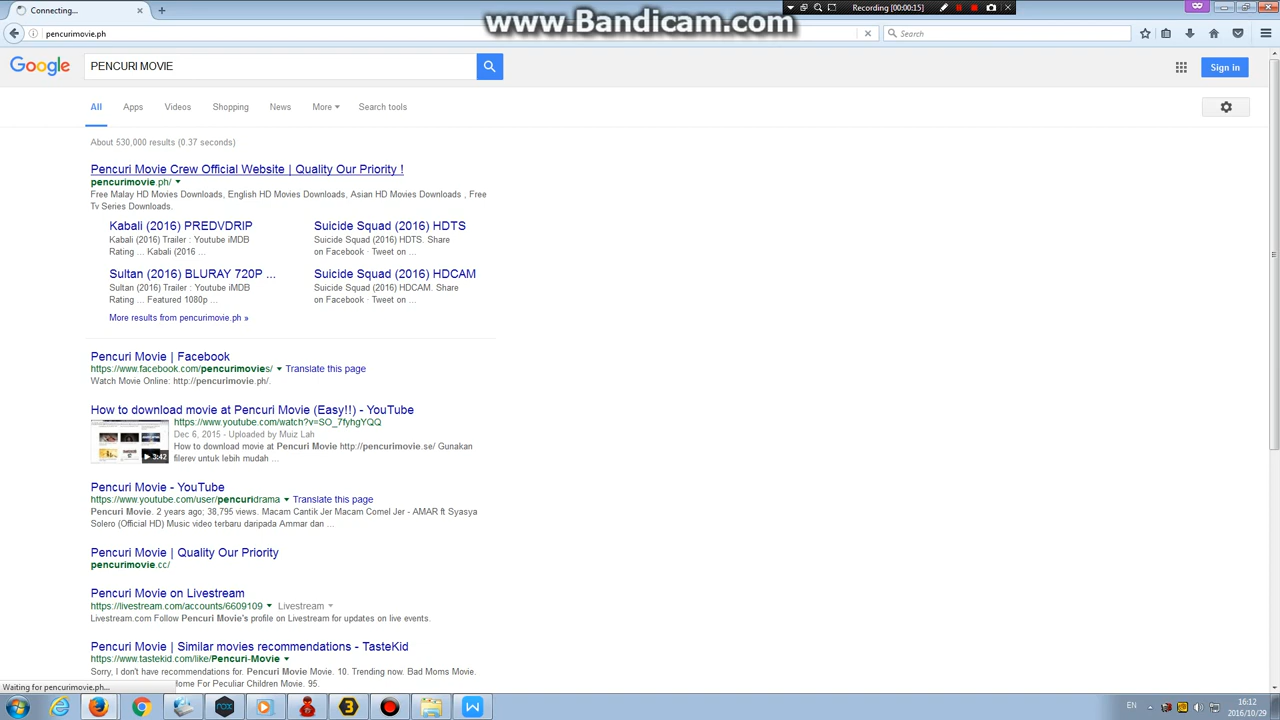 Connecting...
www.Bandicam.com
Recording [00:00:15]
pencurimovie.ph
Search
Google
PENCURI MOVIE
Sign in
All Apps Videos Shopping News More Search tools
About 530,000 results (0.37 seconds)
Pencuri Movie Crew Official Website | Quality Our Priority !
pencurimovie.ph/
Free Malay HD Movies Downloads, English HD Movies Downloads, Asian HD Movies Downloads , Free
Tv Series Downloads.
Kabali (2016) PREDVDRIP
Kabali (2016) Trailer : Youtube iMDB
Rating ... Kabali (2016 ...
Suicide Squad (2016) HDTS
Suicide Squad (2016) HDTS. Share
on Facebook · Tweet on ...
Sultan (2016) BLURAY 720P ...
Sultan (2016) Trailer : Youtube iMDB
Rating ... Featured 1080p ...
Suicide Squad (2016) HDCAM
Suicide Squad (2016) HDCAM. Share
on Facebook · Tweet on ...
More results from pencurimovie.ph »
Pencuri Movie | Facebook
https://www.facebook.com/pencurimovies/ Translate this page
Watch Movie Online: http://pencurimovie.ph/.
How to download movie at Pencuri Movie (Easy!!) - YouTube
https://www.youtube.com/watch?v=SO_7fyhgYQQ
Dec 6, 2015 - Uploaded by Muiz Lah
How to download movie at Pencuri Movie http://pencurimovie.se/ Gunakan
filerev untuk lebih mudah ...
3:42
Pencuri Movie - YouTube
https://www.youtube.com/user/pencuridrama Translate this page
Pencuri Movie. 2 years ago; 38,795 views. Macam Cantik Jer Macam Comel Jer - AMAR ft Syasya
Solero (Official HD) Music video terbaru daripada Ammar dan ...
Pencuri Movie | Quality Our Priority
pencurimovie.cc/
Pencuri Movie on Livestream
https://livestream.com/accounts/6609109 Livestream
Livestream.com Follow Pencuri Movie's profile on Livestream for updates on live events.
Pencuri Movie | Similar movies recommendations - TasteKid
https://www.tastekid.com/like/Pencuri-Movie
Sorry, I don't have recommendations for. Pencuri Movie Movie. 10. Trending now. Bad Moms Movie.
Home For Peculiar Children Movie. 95.
Waiting for pencurimovie.ph...
EN
16:12
2016/10/29